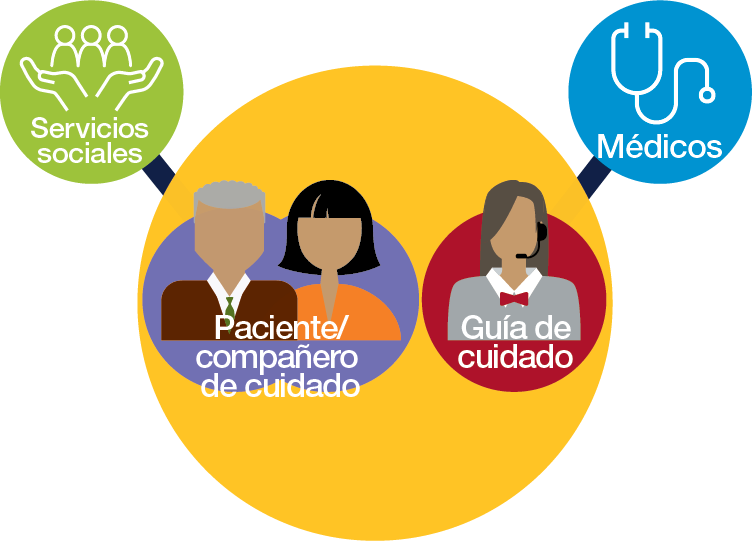 Servicios
sociales
Médicos
Paciente/
compañero
de cuidado
Guía de
cuidado